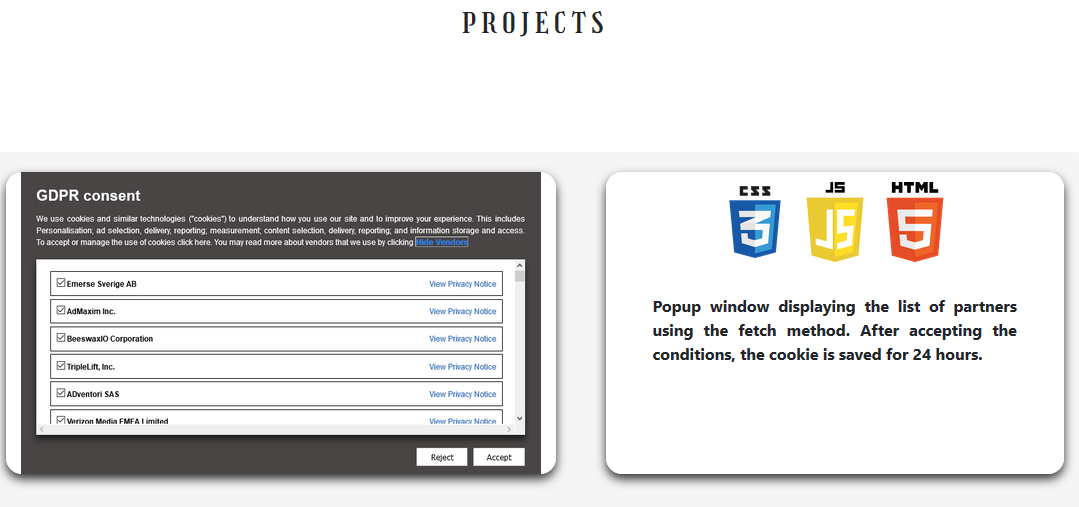 PROJECTS
GDPR consent
We use cookies and similar technologies ("cookies") to understand how you use our site and to improve your experience. This includes
Personalisation; ad selection, delivery, reporting; measurement; content selection, delivery, reporting; and information storage and access.
To accept or manage the use of cookies click here. You may read more about vendors that we use by clicking Hide Vendors
Emerse Sverige AB View Privacy Notice
AdMaxim Inc. View Privacy Notice
BeeswaxIO Corporation View Privacy Notice
TripleLift, Inc. View Privacy Notice
ADventori SAS View Privacy Notice
Verizon Media EMEA Limited View Privacy Notice
Reject Accept
CSS JS HTML
3 JS 5
Popup window displaying the list of partners
using the fetch method. After accepting the
conditions, the cookie is saved for 24 hours.